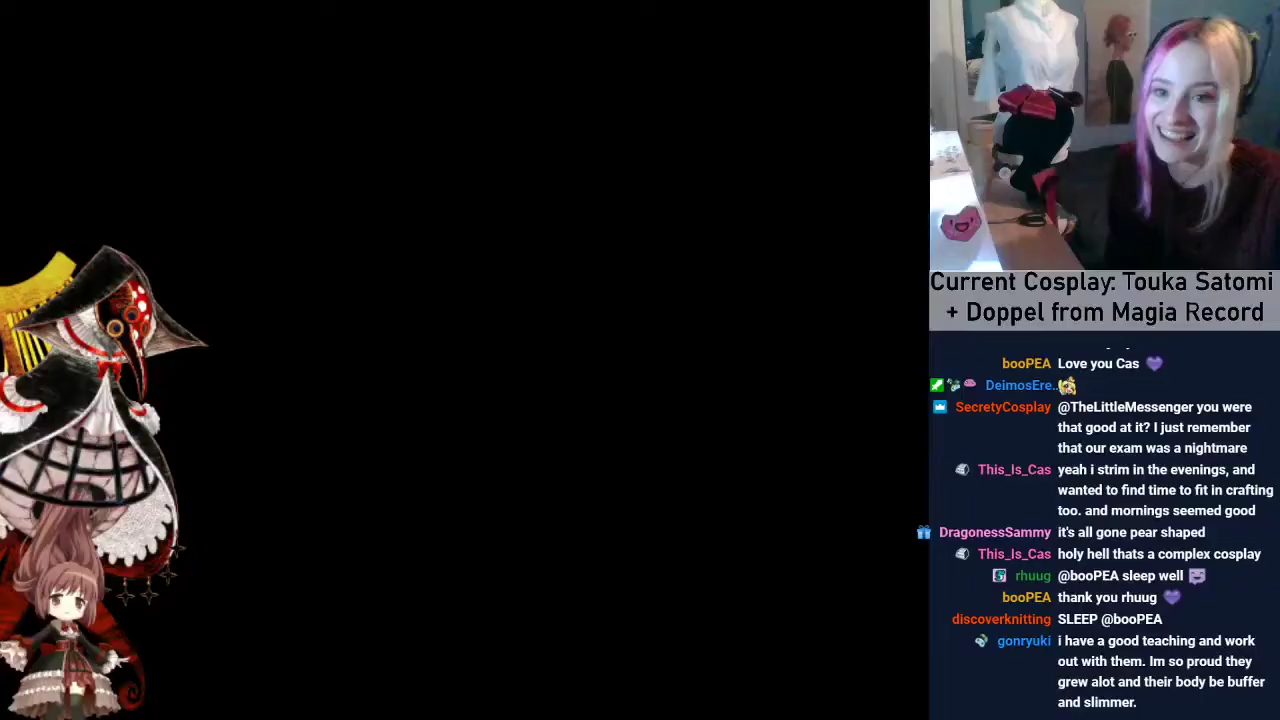 Current Cosplay: Touka Satomi
+ Doppel from Magia Record
booPEA Love you Cas
DeimosEre..
SecretyCosplay @TheLittleMessenger you were
that good at it? I just remember
that our exam was a nightmare
This_Is_Cas yeah i strim in the evenings, and
wanted to find time to fit in crafting
too. and mornings seemed good
DragonessSammy it's all gone pear shaped
This_Is_Cas holy hell thats a complex cosplay
rhuug @booPEA sleep well
booPEA thank you rhuug
discoverknitting SLEEP @booPEA
gonryuki i have a good teaching and work
out with them. Im so proud they
grew alot and their body be buffer
and slimmer.